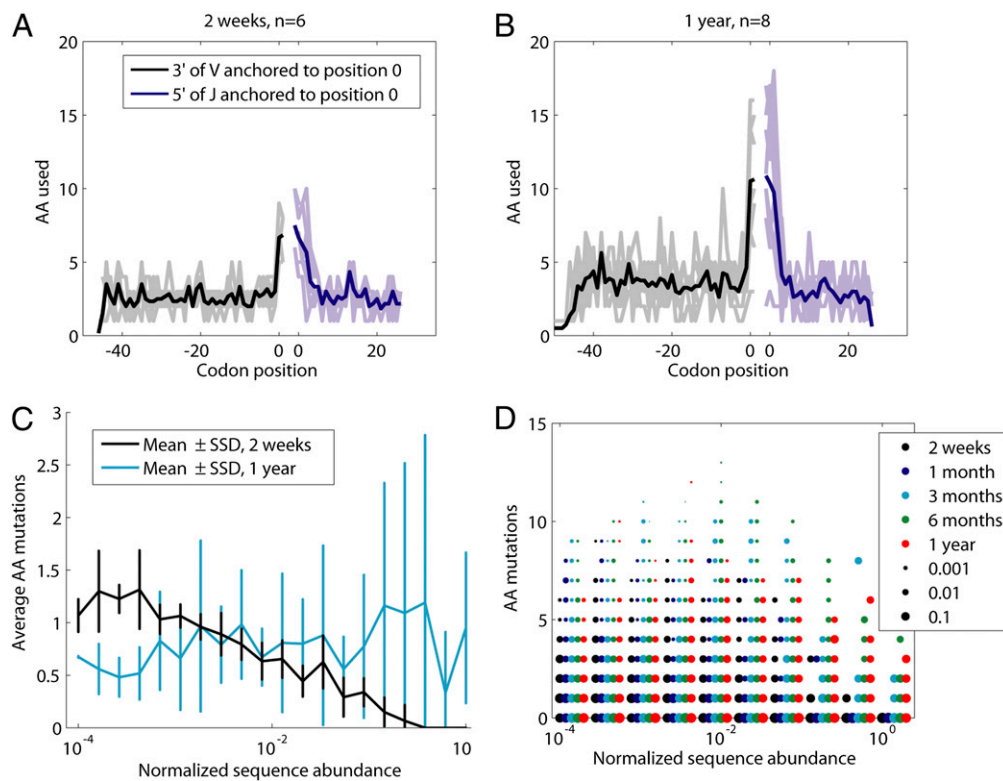 A
2 weeks, n=6
AA used
20
15
10
5
0
3' of V anchored to position 0
5' of J anchored to position 0
-40 -20 0 0 20
Codon position
B
1 year, n=8
AA used
20
15
10
5
0
-40 -20 0 0 20
Codon position
C
Average AA mutations
3
2.5
2
1.5
1
0.5
0
Mean ± SSD, 2 weeks
Mean ± SSD, 1 year
10-4 10-2 10
Normalized sequence abundance
D
AA mutations
15
10
5
0
2 weeks
1 month
3 months
6 months
1 year
0.001
0.01
0.1
10-4 10-2 100
Normalized sequence abundance